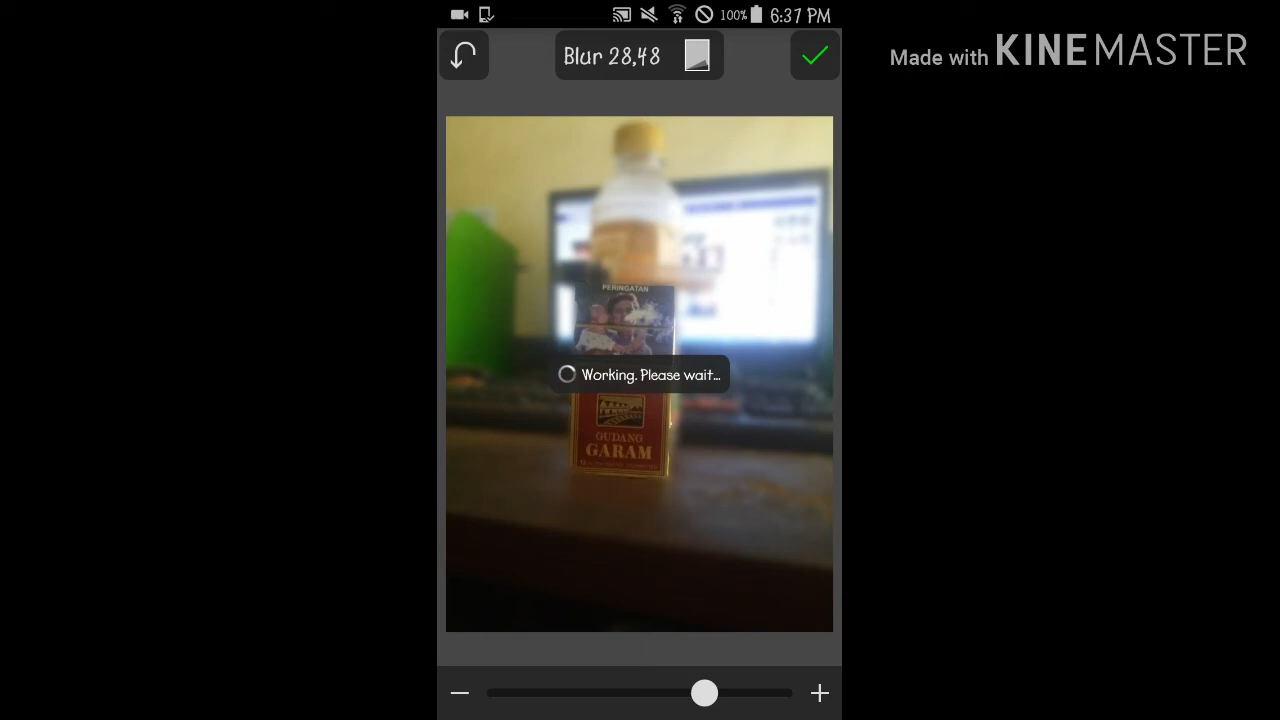 100% 6:37 PM
Blur 28,48
Made with KINEMASTER
PERINGATAN
Working. Please wait...
GUDANG
GARAM